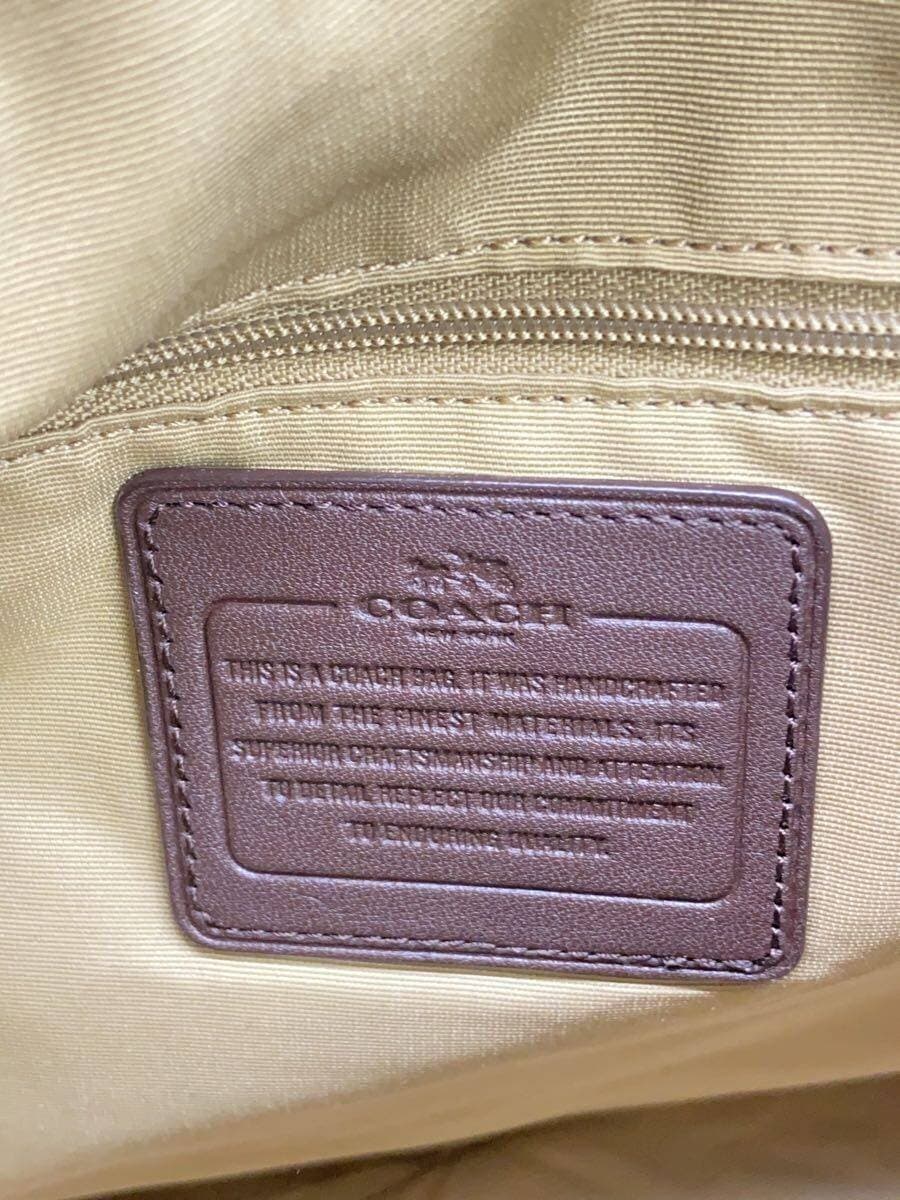 COACH
NEW YORK
THIS IS A COACH BAG. IT WAS HANDCRAFTED
FROM THE FINEST MATERIALS. ITS
SUPERIOR CRAFTSMANSHIP AND ATTENTION
TO DETAIL REFLECT OUR COMMITMENT
TO ENDURING QUALITY.